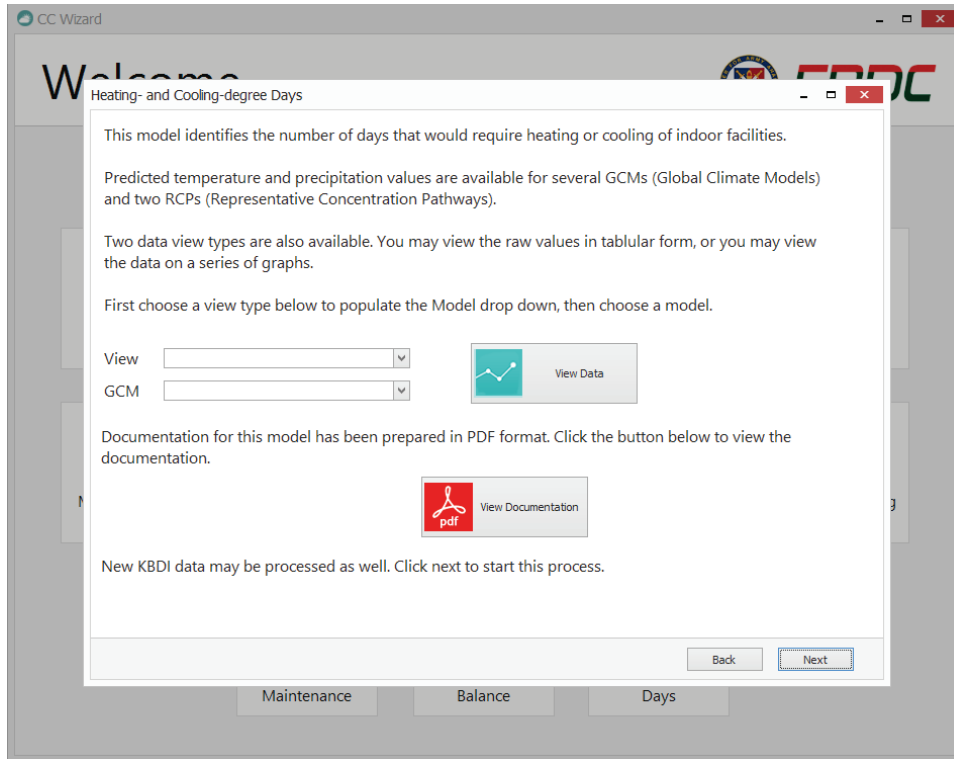 CC Wizard
Welcome
Heating- and Cooling-degree Days
This model identifies the number of days that would require heating or cooling of indoor facilities.
Predicted temperature and precipitation values are available for several GCMs (Global Climate Models)
and two RCPs (Representative Concentration Pathways).
Two data view types are also available. You may view the raw values in tablular form, or you may view
the data on a series of graphs.
First choose a view type below to populate the Model drop down, then choose a model.
View
View Data
GCM
Documentation for this model has been prepared in PDF format. Click the button below to view the
documentation.
pdf
View Documentation
New KBDI data may be processed as well. Click next to start this process.
Back
Next
Maintenance
Balance
Days